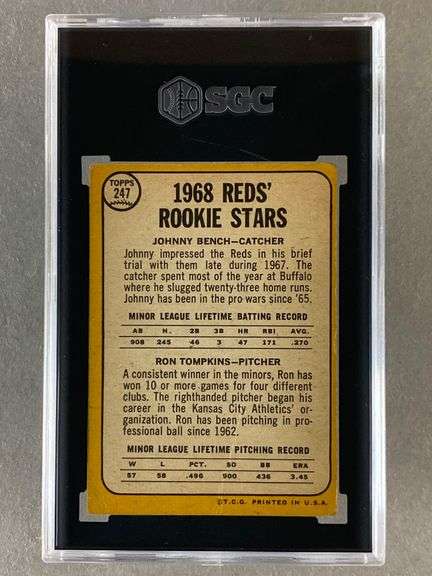 SGC
TOPPS
247
1968 REDS'
ROOKIE STARS
JOHNNY BENCH—CATCHER
Johnny impressed the Reds in his brief
trial with them late during 1967. The
catcher spent most of the year at Buffalo
where he slugged twenty-three home runs.
Johnny has been in the pro wars since '65.
MINOR LEAGUE LIFETIME BATTING RECORD
AB H. 2B 3B HR RBI AVG.
908 245 46 3 47 171 .270
RON TOMPKINS—PITCHER
A consistent winner in the minors, Ron has
won 10 or more games for four different
clubs. The righthanded pitcher began his
career in the Kansas City Athletics' or-
ganization. Ron has been pitching in pro-
fessional ball since 1962.
MINOR LEAGUE LIFETIME PITCHING RECORD
W L PCT. SO BB ERA
57 58 .496 900 436 3.45
©T.C.G. PRINTED IN U.S.A.